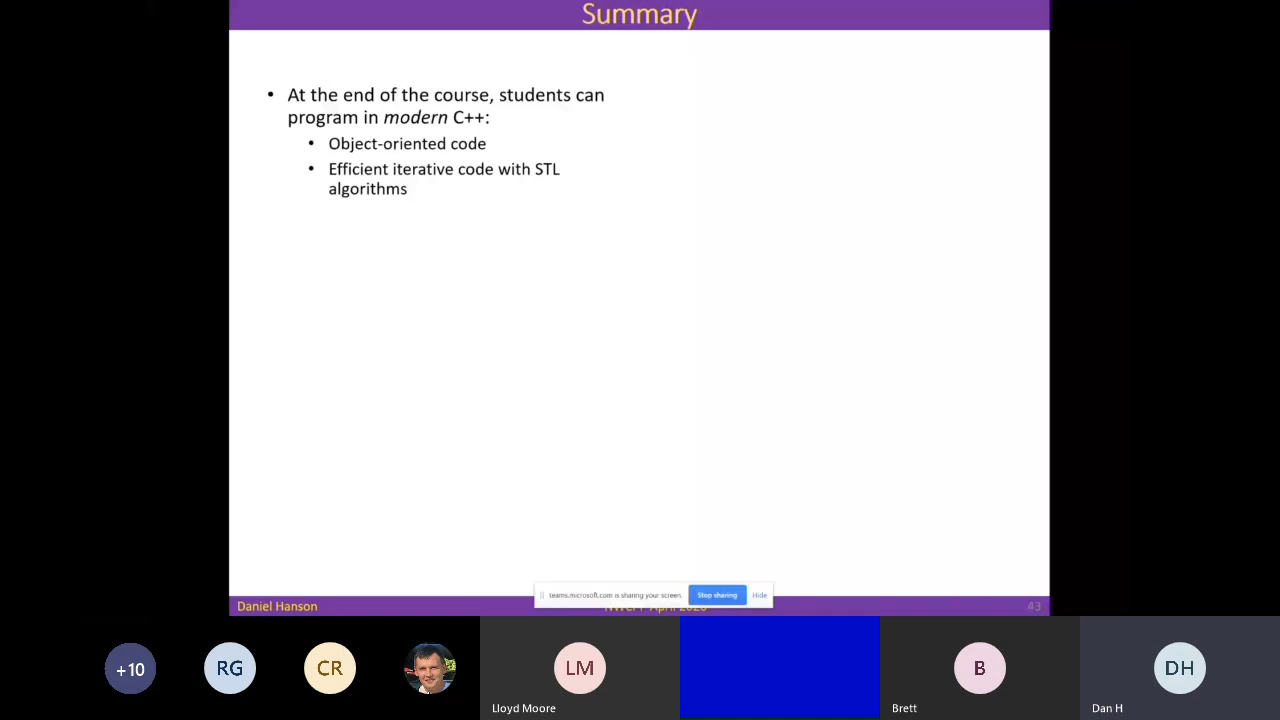 Summary
• At the end of the course, students can
program in modern C++:
• Object-oriented code
• Efficient iterative code with STL
algorithms
teams.microsoft.com is sharing your screen.
Stop sharing
Hide
Daniel Hanson
43
+10
RG
CR
LM
B
DH
Lloyd Moore
Brett
Dan H